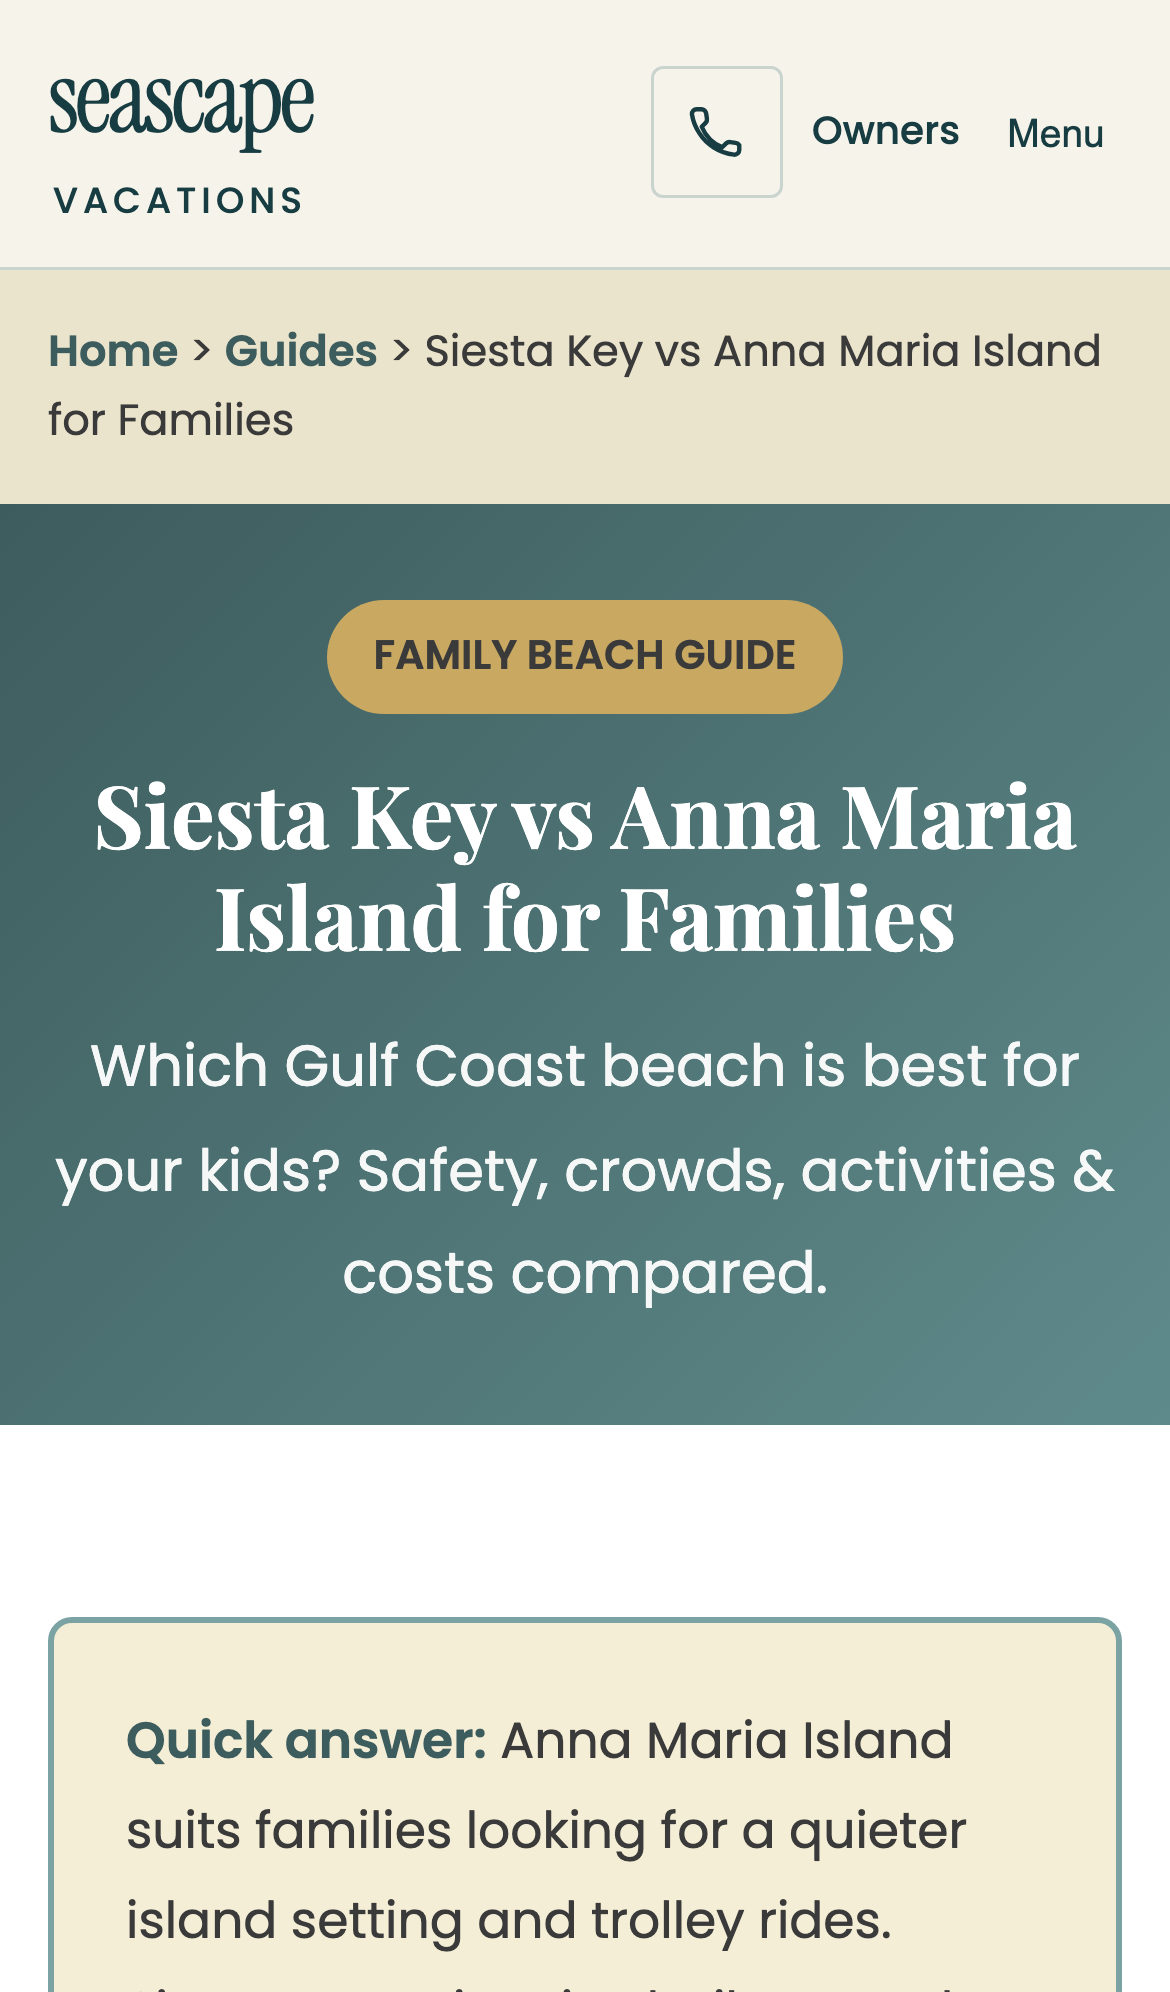 seascape
VACATIONS
Owners
Menu
Home > Guides > Siesta Key vs Anna Maria Island
for Families
FAMILY BEACH GUIDE
Siesta Key vs Anna Maria
Island for Families
Which Gulf Coast beach is best for
your kids? Safety, crowds, activities &
costs compared.
Quick answer: Anna Maria Island
suits families looking for a quieter
island setting and trolley rides.